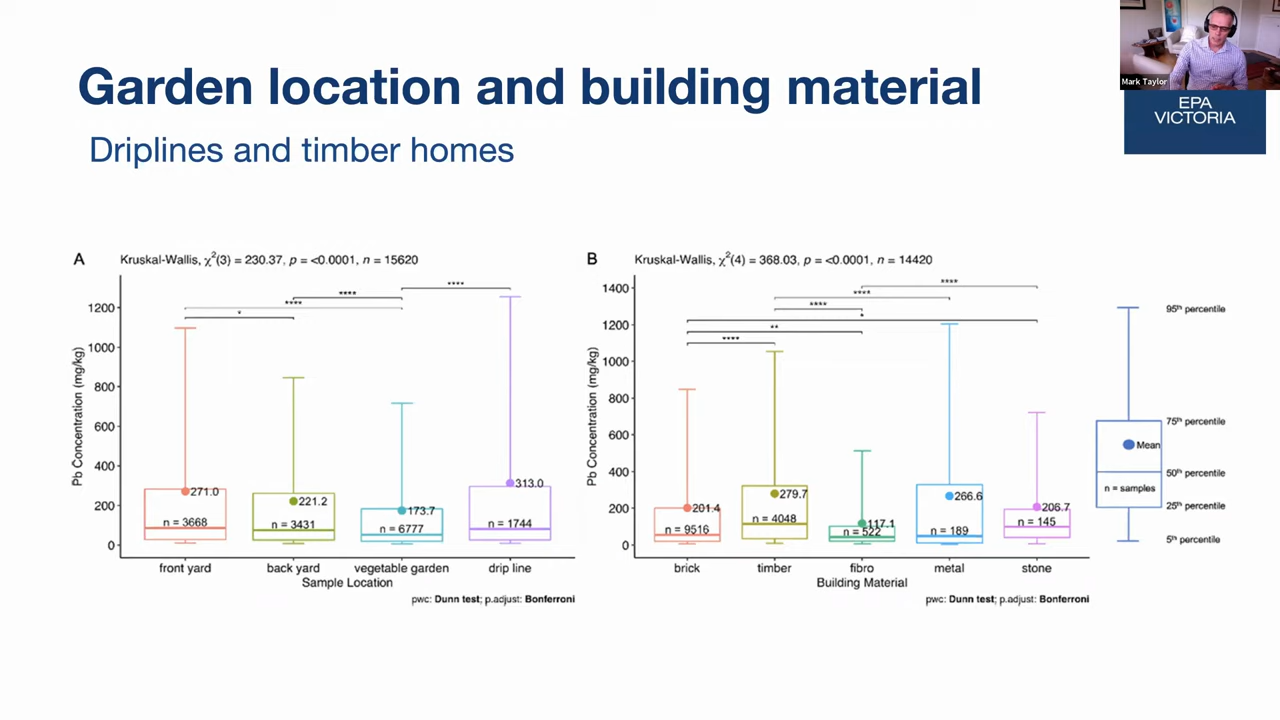 Garden location and building material
Driplines and timber homes
Mark Taylor
EPA
VICTORIA
A
Kruskal-Wallis, χ²(3) = 230.37, p = <0.0001, n = 15620
Pb Concentration (mg/kg)
1200
1000
800
600
400
200
0
****
****
****
*
271.0
221.2
173.7
313.0
n = 3668
n = 3431
n = 6777
n = 1744
front yard
back yard
vegetable garden
drip line
Sample Location
pwc: Dunn test; p.adjust: Bonferroni
B
Kruskal-Wallis, χ²(4) = 368.03, p = <0.0001, n = 14420
Pb Concentration (mg/kg)
1400
1200
1000
800
600
400
200
0
****
****
****
*
**
****
201.4
279.7
117.1
266.6
206.7
n = 9516
n = 4048
n = 522
n = 189
n = 145
brick
timber
fibro
metal
stone
Building Material
pwc: Dunn test; p.adjust: Bonferroni
95th percentile
75th percentile
Mean
50th percentile
n = samples
25th percentile
5th percentile